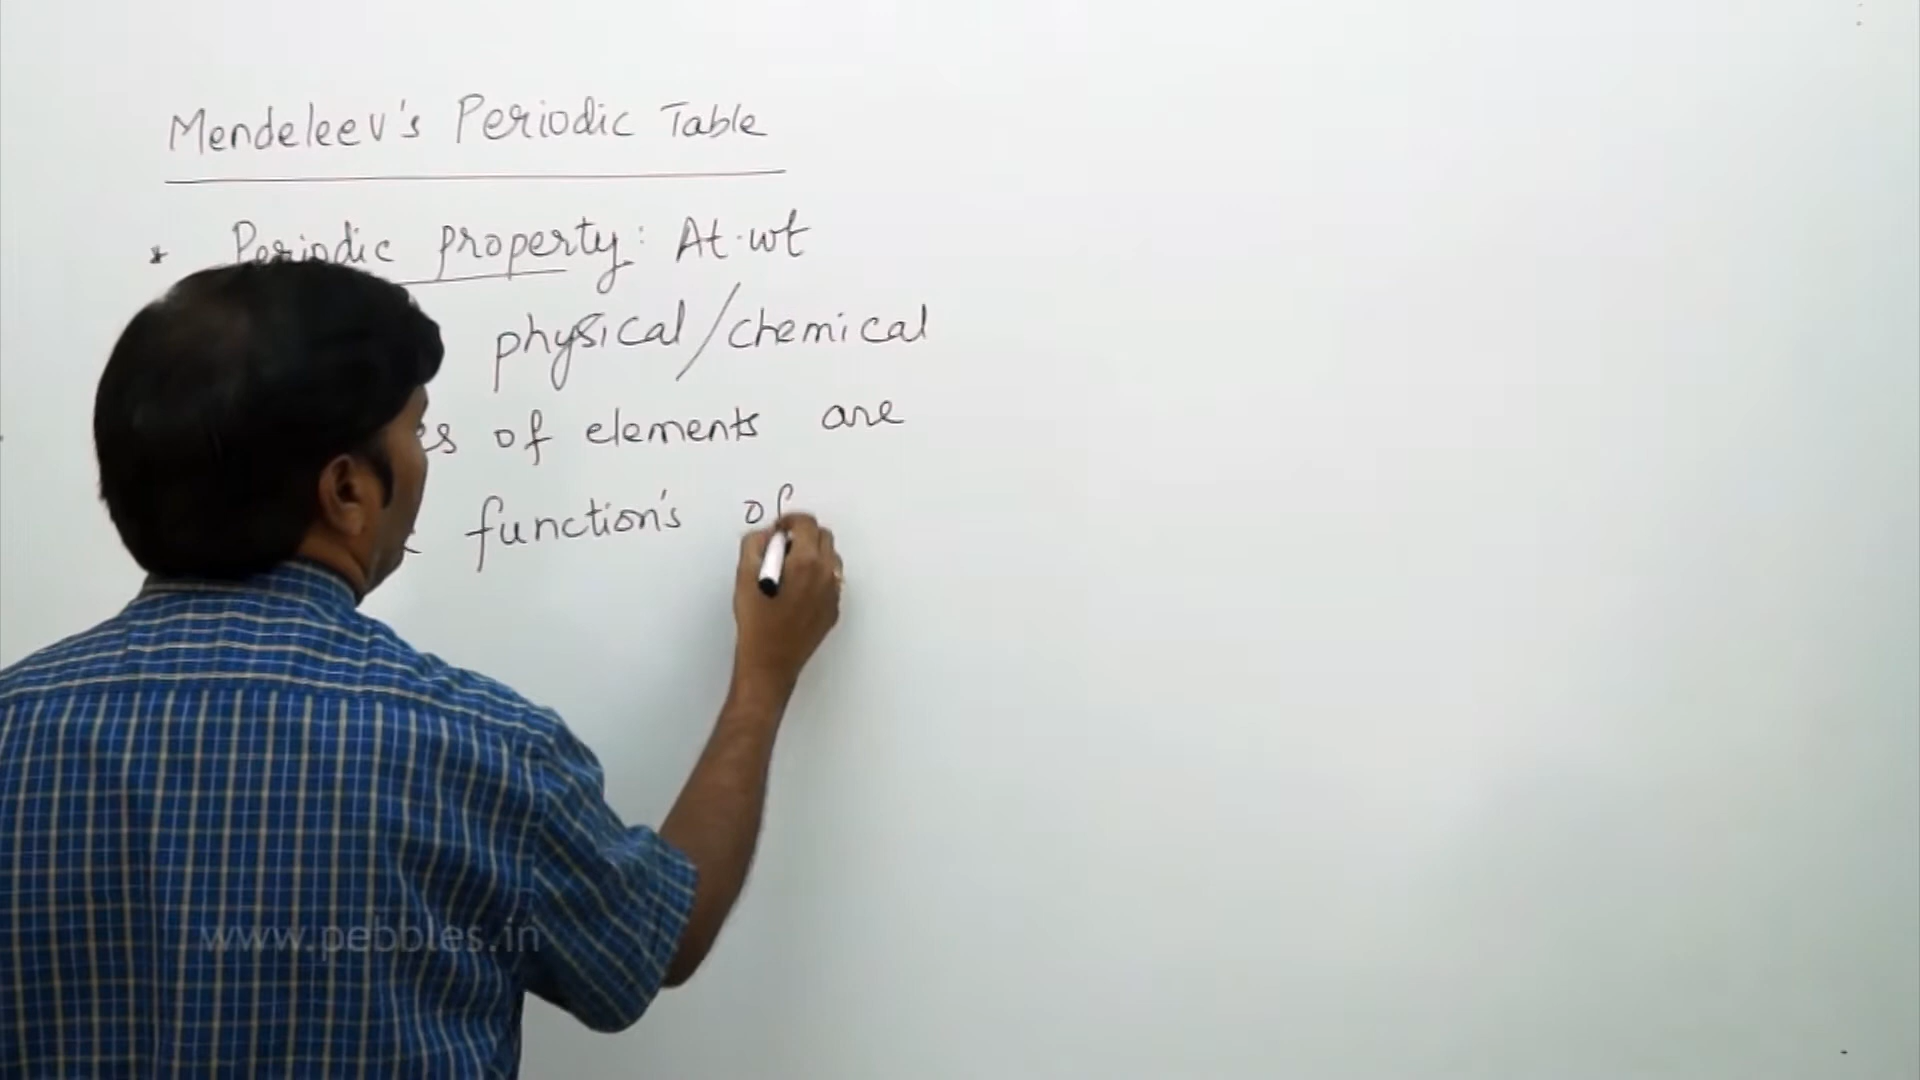 Mendeleev's Periodic Table
* Periodic property: At.wt
physical/chemical
of elements are
function's of
www.pebbles.in